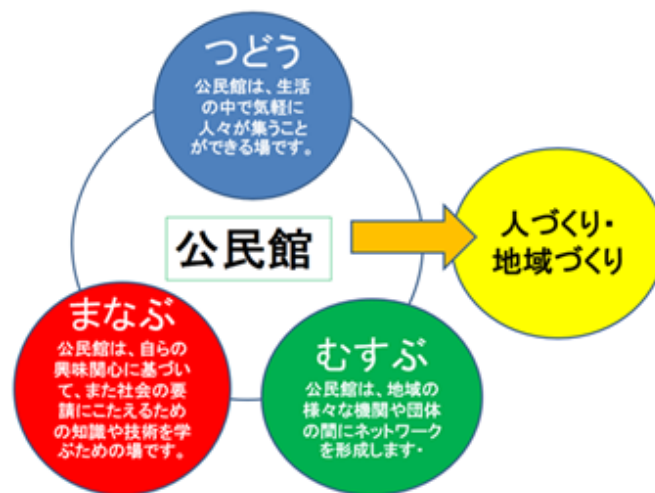 つどう
公民館は、生活
の中で気軽に
人々が集うこと
ができる場です。
公民館
人づくり・
地域づくり
まなぶ
公民館は、自らの
興味関心に基づい
て、また社会の要
請にこたえるため
の知識や技術を学
ぶための場です。
むすぶ
公民館は、地域の
様々な機関や団体
の間にネットワーク
を形成します・